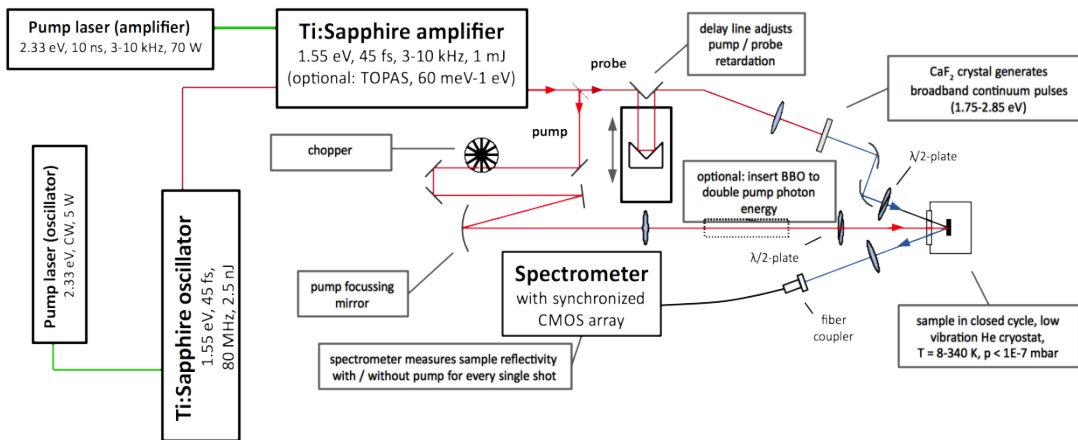 Pump laser (amplifier)
2.33 eV, 10 ns, 3-10 kHz, 70 W
Ti:Sapphire amplifier
1.55 eV, 45 fs, 3-10 kHz, 1 mJ
(optional: TOPAS, 60 meV-1 eV)
delay line adjusts
pump / probe
retardation
probe
CaF₂ crystal generates
broadband continuum pulses
(1.75-2.85 eV)
pump
chopper
λ/2-plate
optional: insert BBO to
double pump photon
energy
Pump laser (oscillator)
2.33 eV, CW, 5 W
Ti:Sapphire oscillator
1.55 eV, 45 fs,
80 MHz, 2.5 nJ
λ/2-plate
pump focussing
mirror
Spectrometer
with synchronized
CMOS array
fiber
coupler
sample in closed cycle, low
vibration He cryostat,
T = 8-340 K, p < 1E-7 mbar
spectrometer measures sample reflectivity
with / without pump for every single shot